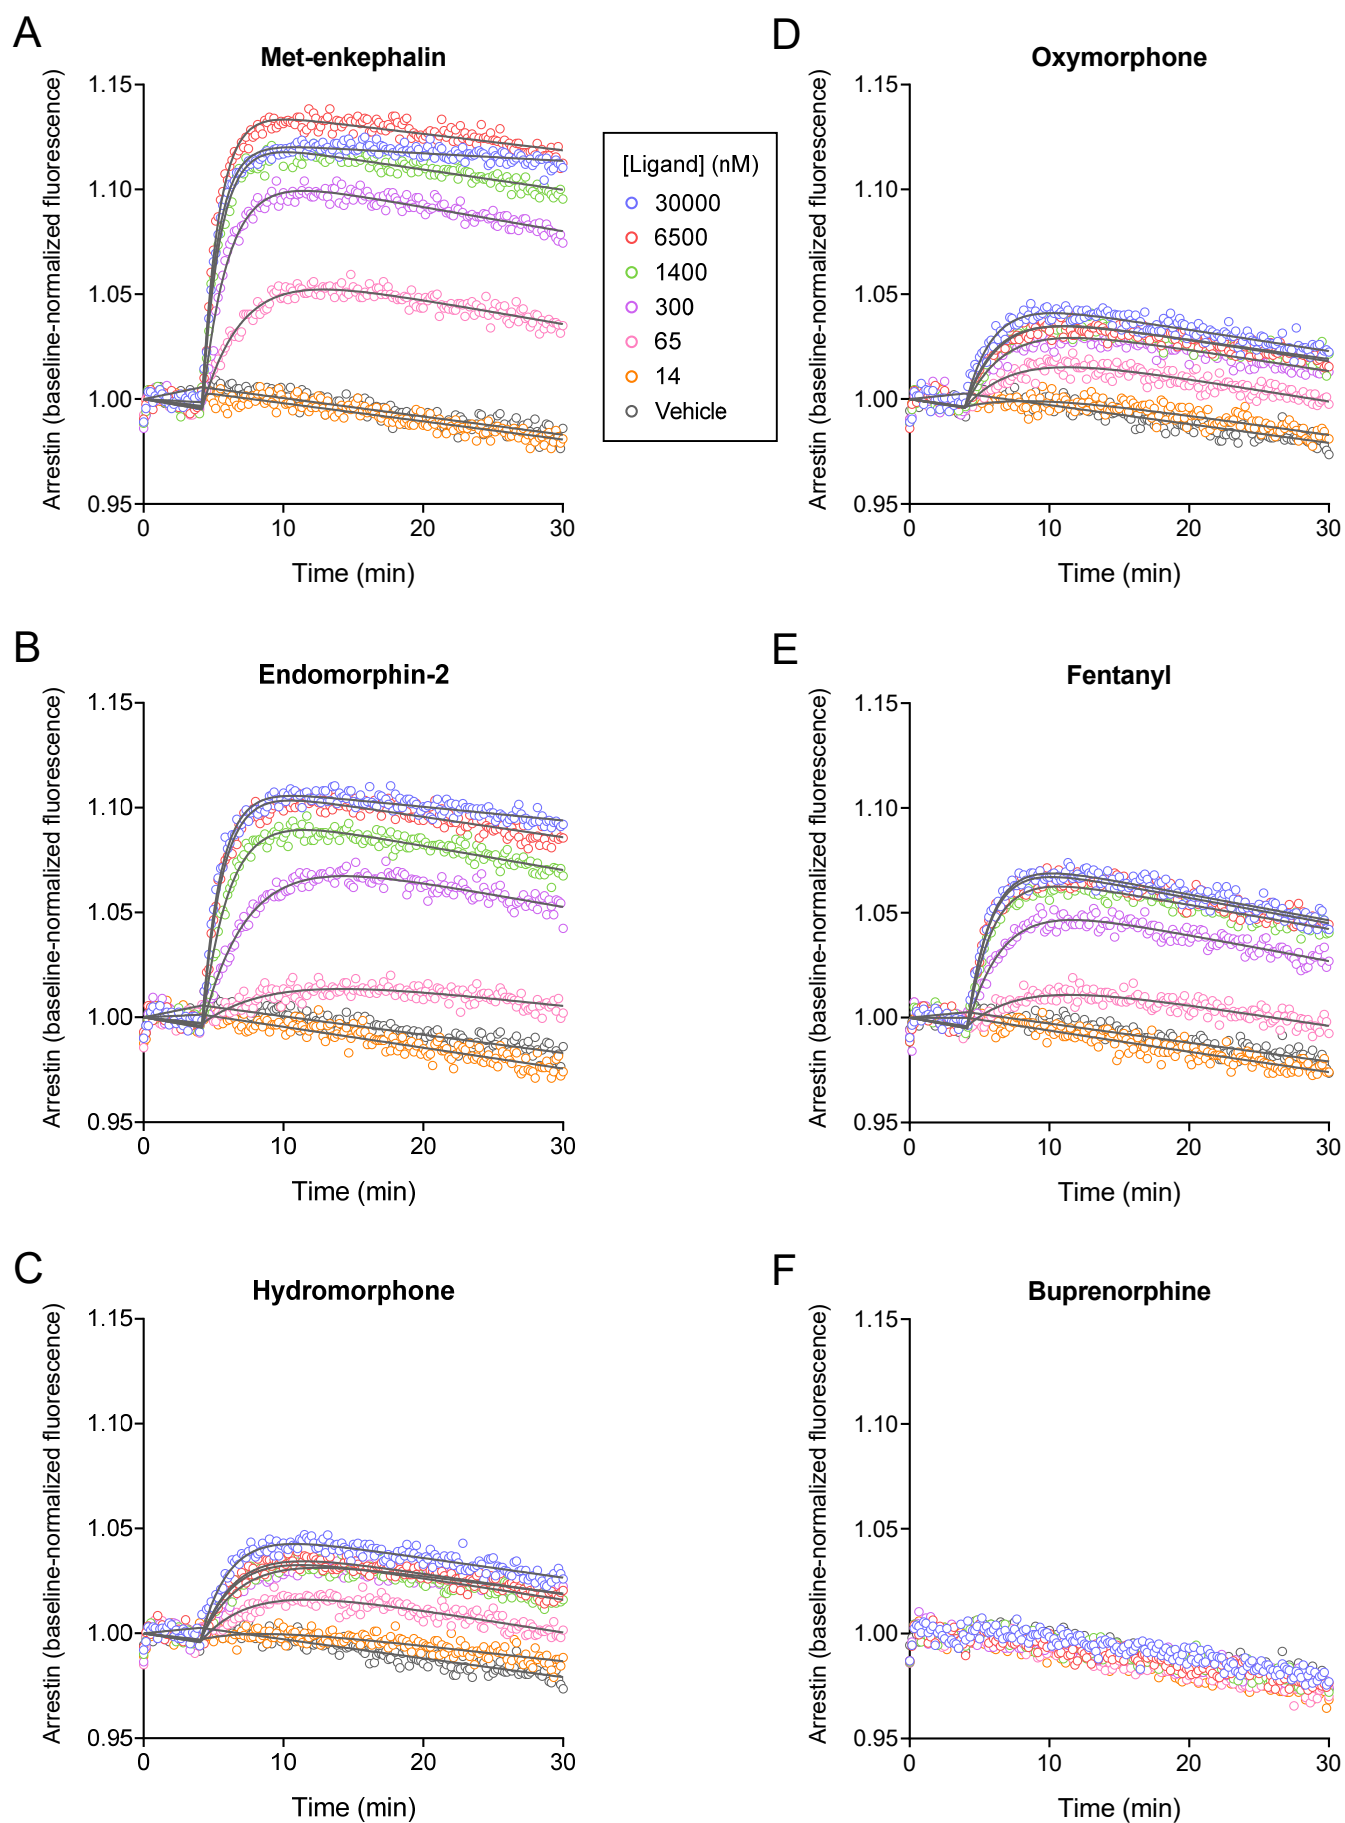 A
Met-enkephalin
Arrestin (baseline-normalized fluorescence)
1.15
1.10
1.05
1.00
0.95
0
10
20
30
Time (min)
[Ligand] (nM)
30000
6500
1400
300
65
14
Vehicle
D
Oxymorphone
Arrestin (baseline-normalized fluorescence)
1.15
1.10
1.05
1.00
0.95
0
10
20
30
Time (min)
B
Endomorphin-2
Arrestin (baseline-normalized fluorescence)
1.15
1.10
1.05
1.00
0.95
0
10
20
30
Time (min)
E
Fentanyl
Arrestin (baseline-normalized fluorescence)
1.15
1.10
1.05
1.00
0.95
0
10
20
30
Time (min)
C
Hydromorphone
Arrestin (baseline-normalized fluorescence)
1.15
1.10
1.05
1.00
0.95
0
10
20
30
Time (min)
F
Buprenorphine
Arrestin (baseline-normalized fluorescence)
1.15
1.10
1.05
1.00
0.95
0
10
20
30
Time (min)